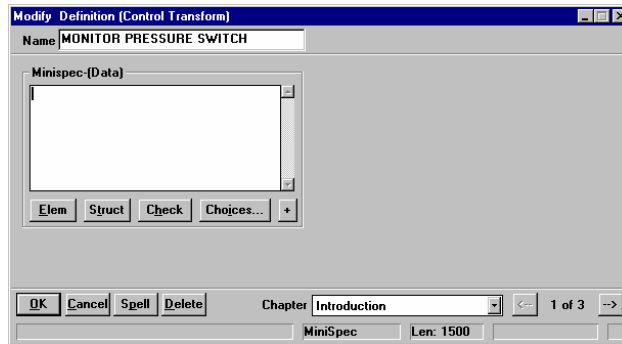 Modify Definition (Control Transform)
Name MONITOR PRESSURE SWITCH
Minispec-(Data)
Elem Struct Check Choices... +
OK Cancel Spell Delete Chapter Introduction <-- 1 of 3 -->
MiniSpec Len: 1500